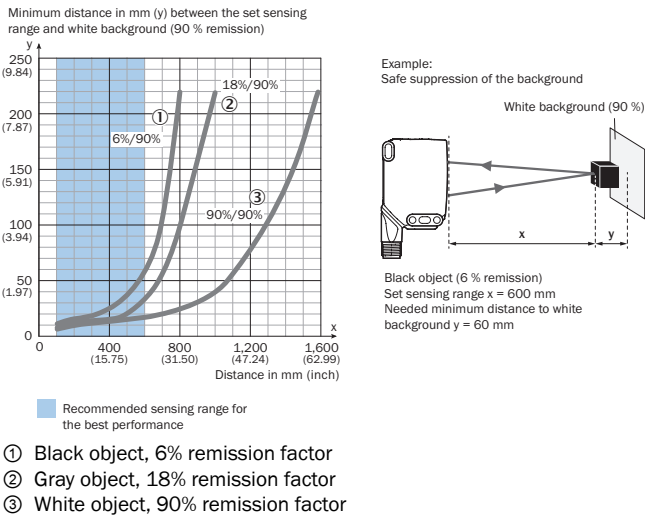 Minimum distance in mm (y) between the set sensing
range and white background (90 % remission)
y
250
(9.84)
200
(7.87)
150
(5.91)
100
(3.94)
50
(1.97)
0
18%/90%
②
①
6%/90%
③
90%/90%
x
0
400
(15.75)
800
(31.50)
1,200
(47.24)
1,600
(62.99)
Distance in mm (inch)
Recommended sensing range for
the best performance
Example:
Safe suppression of the background
White background (90 %)
x
y
Black object (6 % remission)
Set sensing range x = 600 mm
Needed minimum distance to white
background y = 60 mm
① Black object, 6% remission factor
② Gray object, 18% remission factor
③ White object, 90% remission factor